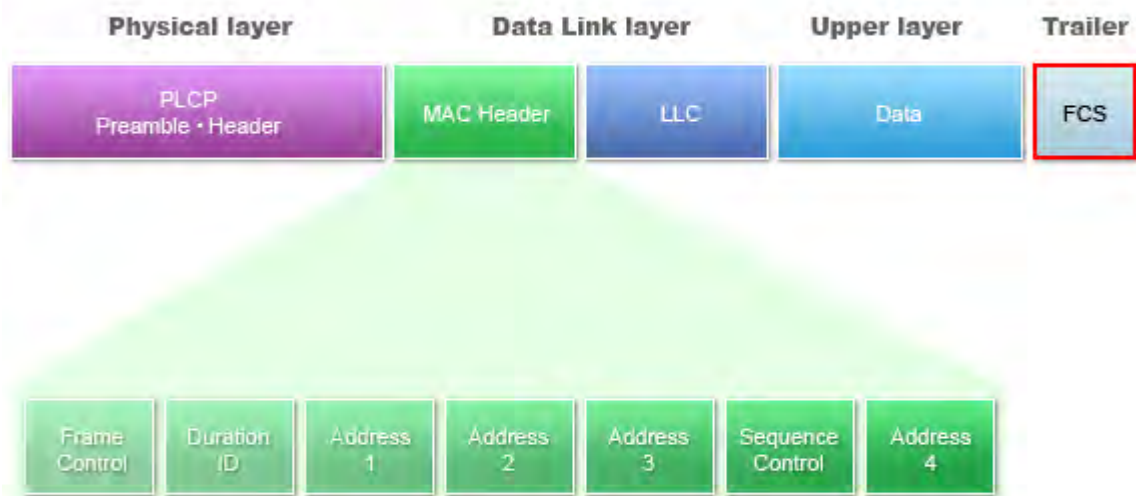 Physical layer
Data Link layer
Upper layer
Trailer
PLCP
Preamble • Header
MAC Header
LLC
Data
FCS
Frame
Control
Duration
ID
Address
1
Address
2
Address
3
Sequence
Control
Address
4